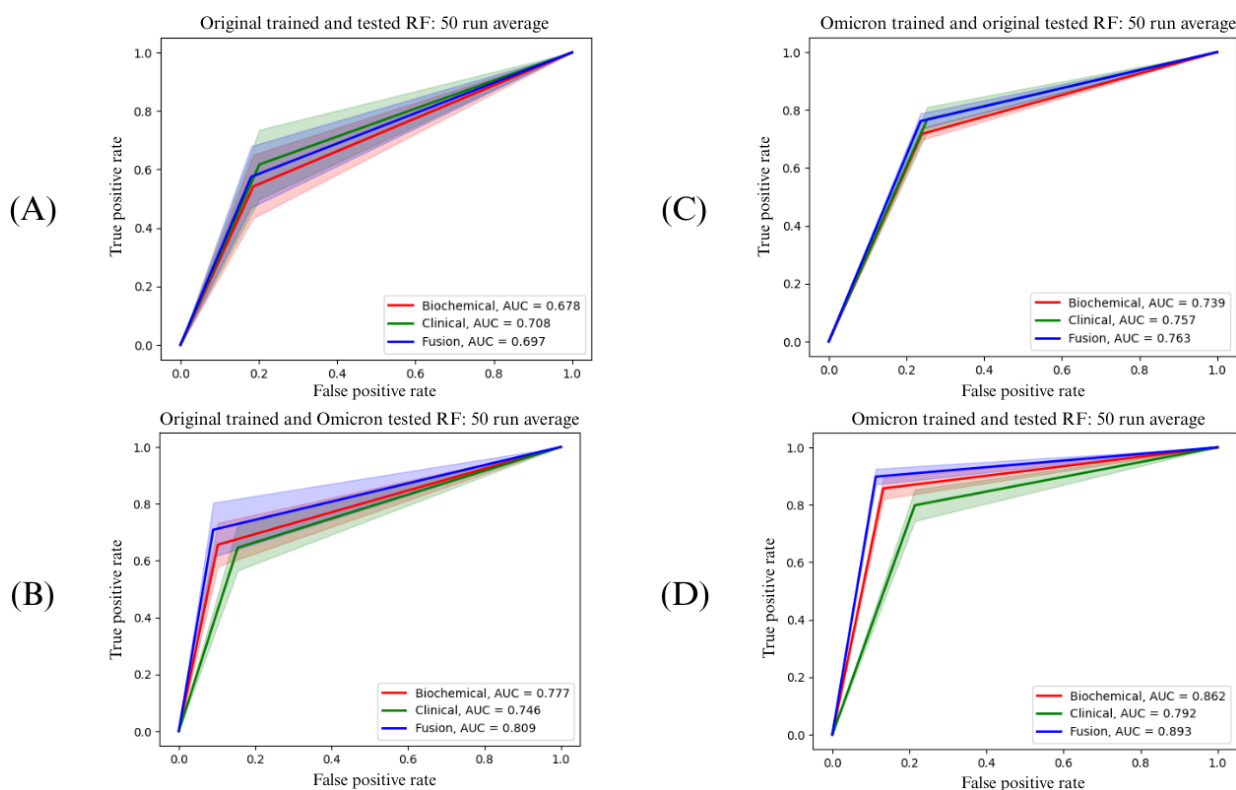 Original trained and tested RF: 50 run average
(A)
True positive rate
1.0
0.8
0.6
0.4
0.2
0.0
Biochemical, AUC = 0.678
Clinical, AUC = 0.708
Fusion, AUC = 0.697
0.0 0.2 0.4 0.6 0.8 1.0
False positive rate
Omicron trained and original tested RF: 50 run average
(C)
True positive rate
1.0
0.8
0.6
0.4
0.2
0.0
Biochemical, AUC = 0.739
Clinical, AUC = 0.757
Fusion, AUC = 0.763
0.0 0.2 0.4 0.6 0.8 1.0
False positive rate
Original trained and Omicron tested RF: 50 run average
(B)
True positive rate
1.0
0.8
0.6
0.4
0.2
0.0
Biochemical, AUC = 0.777
Clinical, AUC = 0.746
Fusion, AUC = 0.809
0.0 0.2 0.4 0.6 0.8 1.0
False positive rate
Omicron trained and tested RF: 50 run average
(D)
True positive rate
1.0
0.8
0.6
0.4
0.2
0.0
Biochemical, AUC = 0.862
Clinical, AUC = 0.792
Fusion, AUC = 0.893
0.0 0.2 0.4 0.6 0.8 1.0
False positive rate